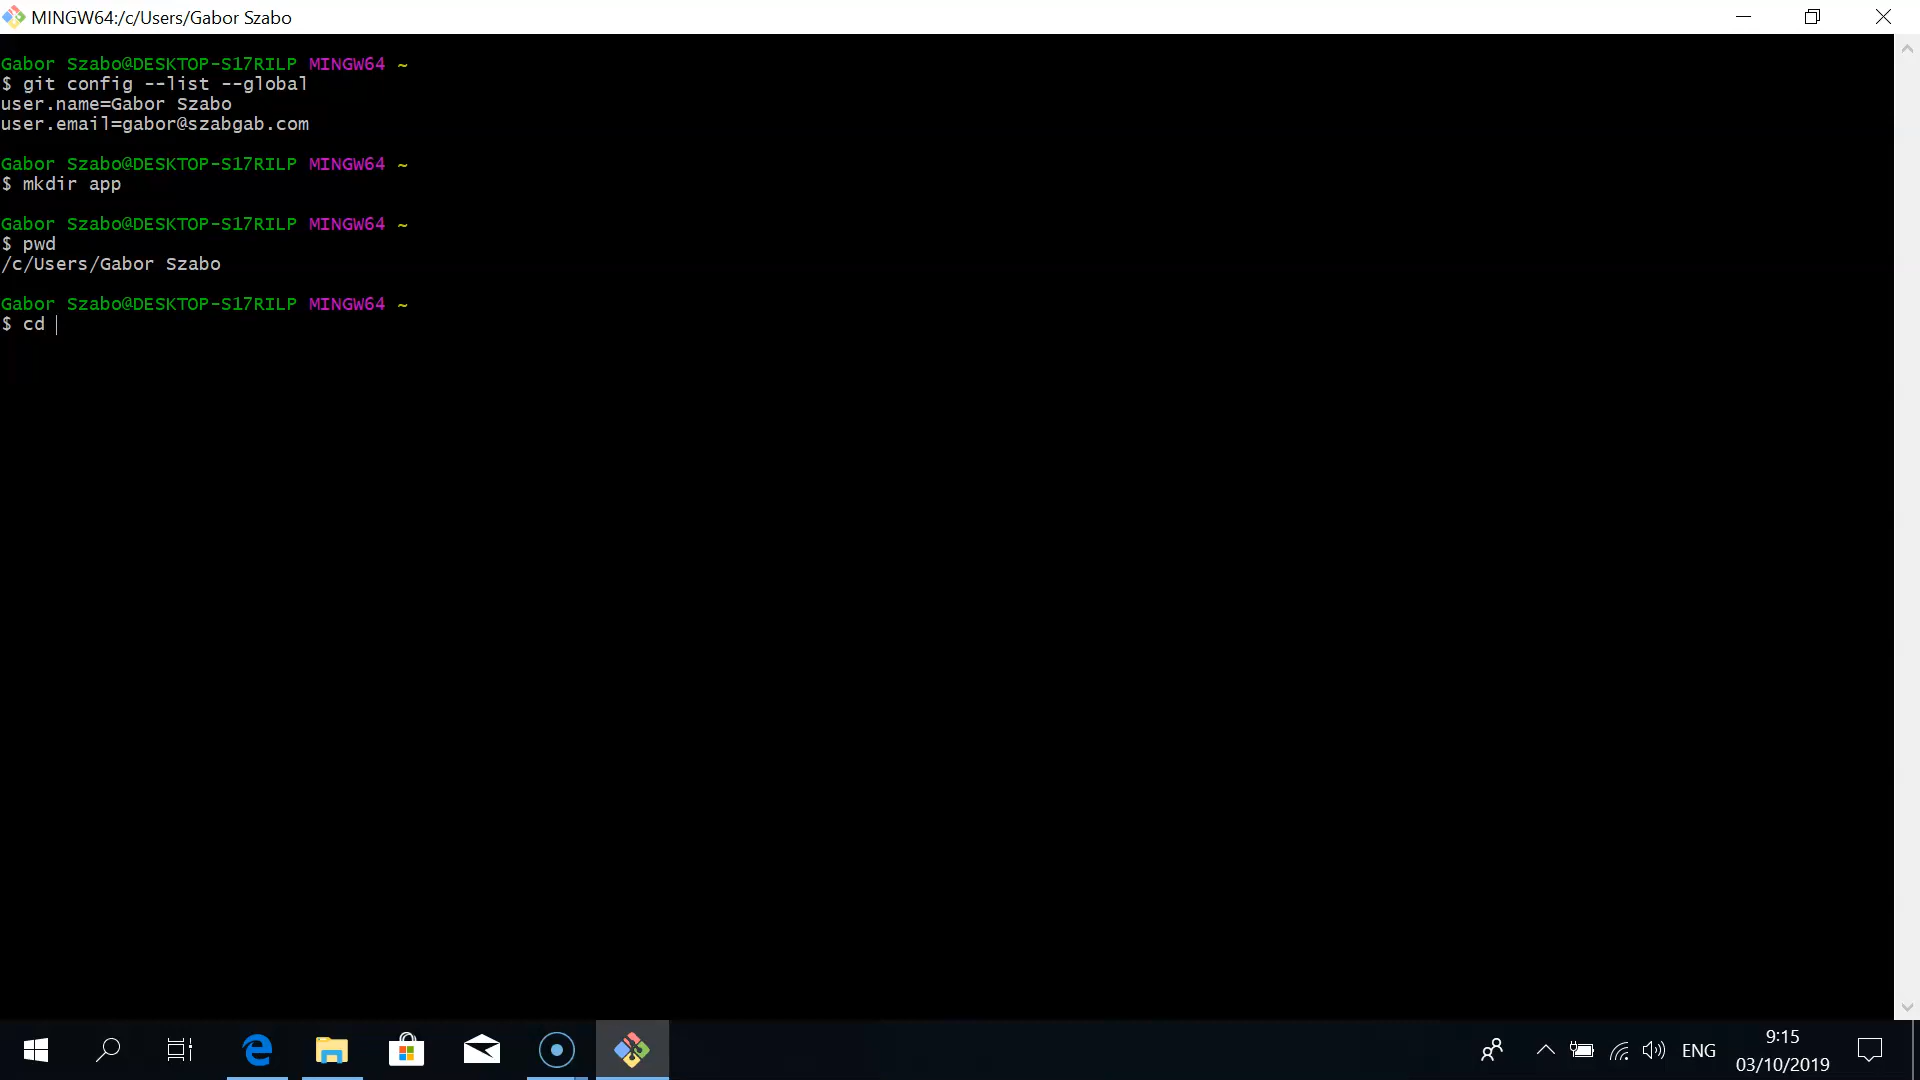 MINGW64:/c/Users/Gabor Szabo
Gabor Szabo@DESKTOP-S17RILP MINGW64 ~
$ git config --list --global
user.name=Gabor Szabo
user.email=gabor@szabgab.com
Gabor Szabo@DESKTOP-S17RILP MINGW64 ~
$ mkdir app
Gabor Szabo@DESKTOP-S17RILP MINGW64 ~
$ pwd
/c/Users/Gabor Szabo
Gabor Szabo@DESKTOP-S17RILP MINGW64 ~
$ cd
ENG
9:15
03/10/2019